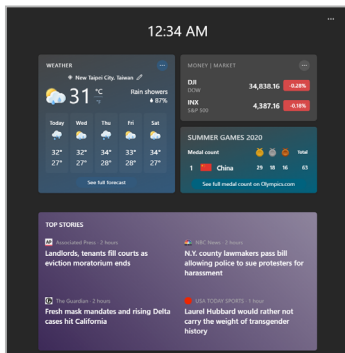 12:34 AM
WEATHER
New Taipei City, Taiwan
31 °C
Rain showers
87%
Today Wed Thu Fri Sat
32° 32° 34° 33° 34°
27° 27° 28° 28° 27°
See full forecast
MONEY | MARKET
DJI
DOW
34,838.16 -0.28%
INX
S&P 500
4,387.16 -0.18%
SUMMER GAMES 2020
Medal count Total
1 China 29 18 16 63
See full medal count on Olympics.com
TOP STORIES
AP Associated Press · 2 hours
Landlords, tenants fill courts as
eviction moratorium ends
NBC News · 2 hours
N.Y. county lawmakers pass bill
allowing police to sue protesters for
harassment
The Guardian · 2 hours
Fresh mask mandates and rising Delta
cases hit California
USA TODAY SPORTS · 1 hour
Laurel Hubbard would rather not
carry the weight of transgender
history